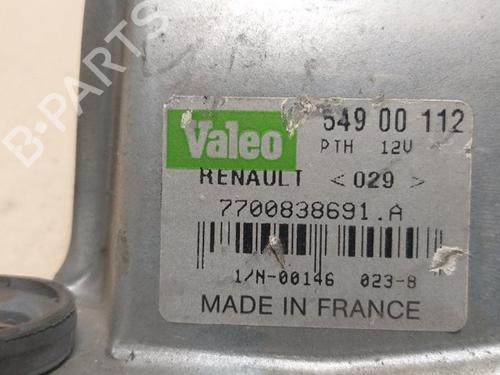 Valeo
549 00 112
PTH 12V
RENAULT <029>
7700838691.A
1/N-00146 023-8
MADE IN FRANCE
B-PARTS